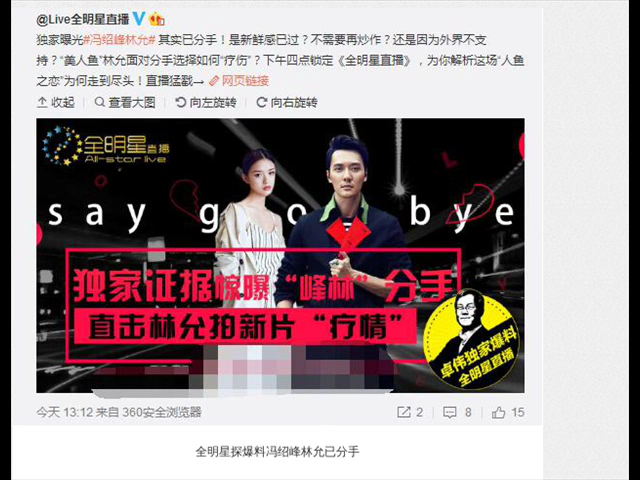 @Live全明星直播
独家曝光#冯绍峰林允# 其实已分手！是新鲜感已过？不需要再炒作？还是因为外界不支
持？“美人鱼”林允面对分手选择如何“疗伤”？下午四点锁定《全明星直播》，为你解析这场“人鱼
之恋”为何走到尽头！直播猛戳→ 网页链接
收起 查看大图 向左旋转 向右旋转
全明星直播
All-star live
say goodbye
独家证据惊曝“峰林”分手
直击林允拍新片“疗情”
卓伟独家爆料
全明星直播
今天 13:12 来自 360安全浏览器 2 8 15
全明星探爆料冯绍峰林允已分手